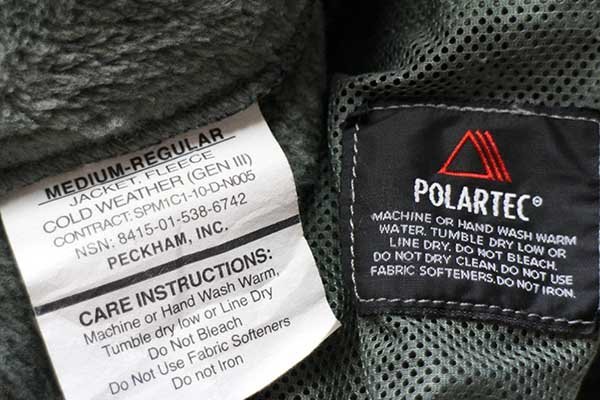 MEDIUM-REGULAR
JACKET, FLEECE
COLD WEATHER (GEN III)
CONTRACT: SPM1C1-10-D-N005
NSN: 8415-01-538-6742
PECKHAM, INC.
CARE INSTRUCTIONS:
Machine or Hand Wash Warm,
Tumble dry low or Line Dry
Do Not Bleach
Do Not Use Fabric Softeners
Do not Iron
POLARTEC®
MACHINE OR HAND WASH WARM
WATER. TUMBLE DRY LOW OR
LINE DRY. DO NOT BLEACH.
DO NOT DRY CLEAN. DO NOT USE
FABRIC SOFTENERS. DO NOT IRON.